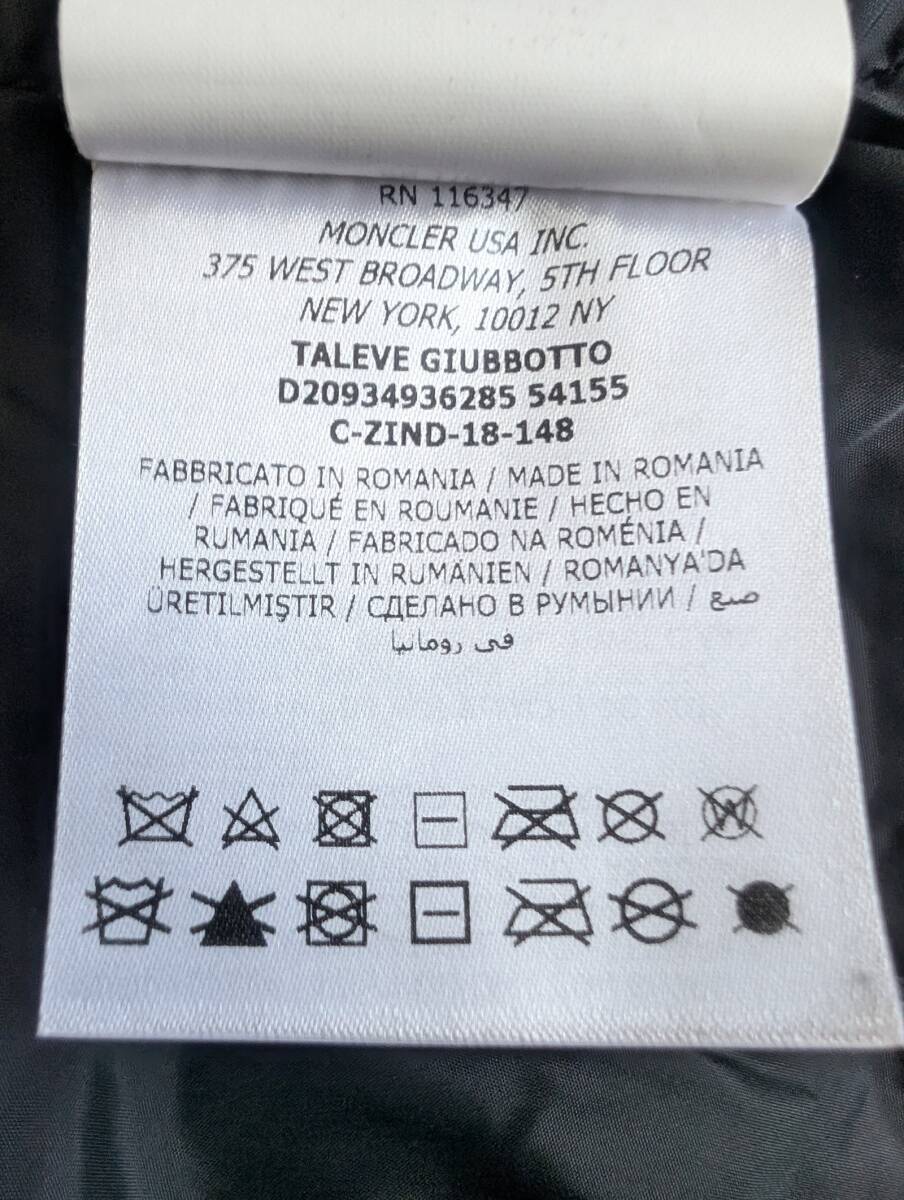 RN 116347
MONCLER USA INC.
375 WEST BROADWAY, 5TH FLOOR
NEW YORK, 10012 NY
TALEVE GIUBBOTTO
D20934936285 54155
C-ZIND-18-148
FABBRICATO IN ROMANIA / MADE IN ROMANIA
/ FABRIQUÉ EN ROUMANIE / HECHO EN
RUMANIA / FABRICADO NA ROMÉNIA /
HERGESTELLT IN RUMÄNIEN / ROMANYA'DA
ÜRETILMIŞTIR / СДЕЛАНО В РУМЫНИИ / صنع
في رومانيا
W